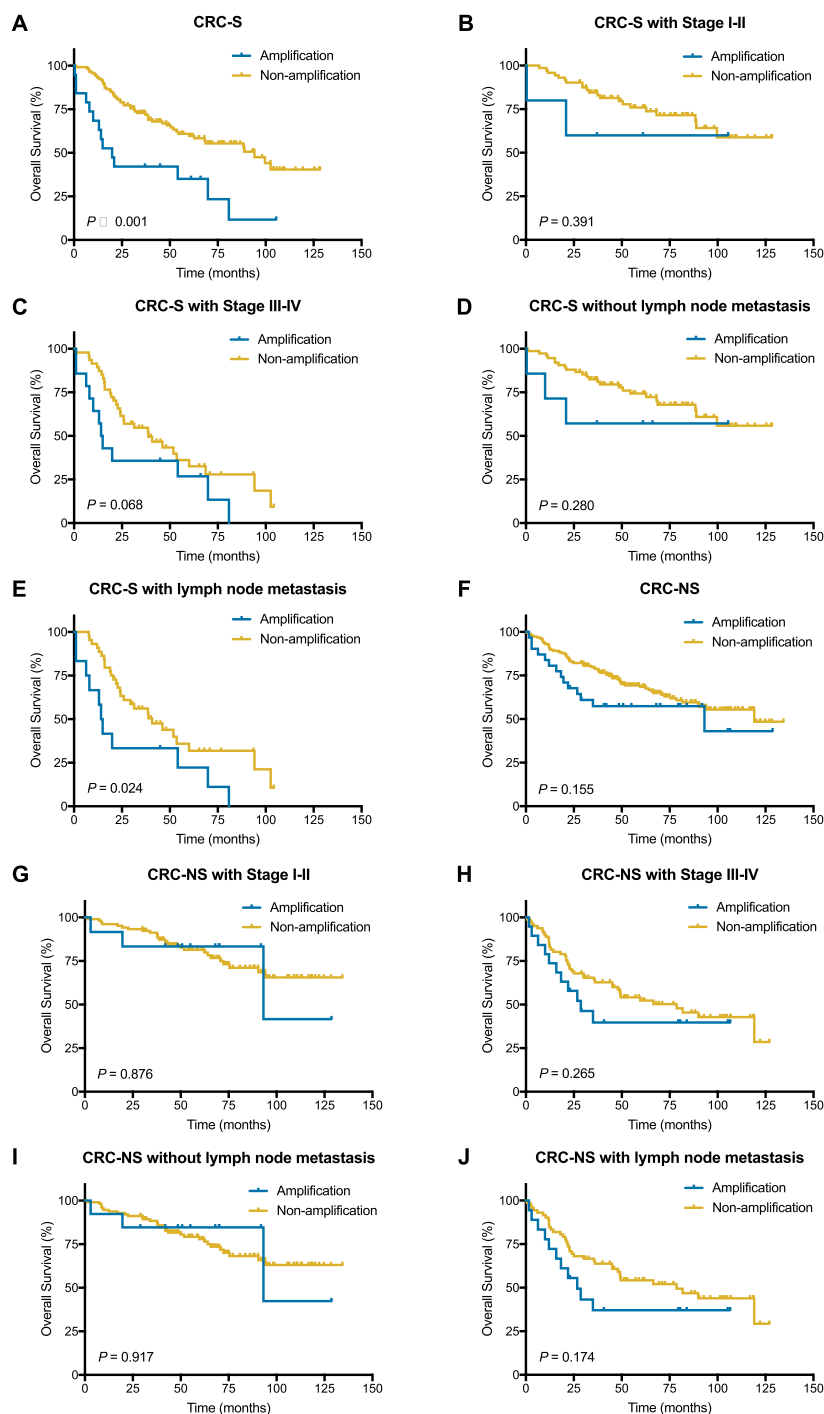 A
CRC-S
Amplification
Non-amplification
Overall Survival (%)
100
75
50
25
0
P □ 0.001
0 25 50 75 100 125 150
Time (months)
B
CRC-S with Stage I-II
Amplification
Non-amplification
Overall Survival (%)
100
75
50
25
0
P = 0.391
0 25 50 75 100 125 150
Time (months)
C
CRC-S with Stage III-IV
Amplification
Non-amplification
Overall Survival (%)
100
75
50
25
0
P = 0.068
0 25 50 75 100 125 150
Time (months)
D
CRC-S without lymph node metastasis
Amplification
Non-amplification
Overall Survival (%)
100
75
50
25
0
P = 0.280
0 25 50 75 100 125 150
Time (months)
E
CRC-S with lymph node metastasis
Amplification
Non-amplification
Overall Survival (%)
100
75
50
25
0
P = 0.024
0 25 50 75 100 125 150
Time (months)
F
CRC-NS
Amplification
Non-amplification
Overall Survival (%)
100
75
50
25
0
P = 0.155
0 25 50 75 100 125 150
Time (months)
G
CRC-NS with Stage I-II
Amplification
Non-amplification
Overall Survival (%)
100
75
50
25
0
P = 0.876
0 25 50 75 100 125 150
Time (months)
H
CRC-NS with Stage III-IV
Amplification
Non-amplification
Overall Survival (%)
100
75
50
25
0
P = 0.265
0 25 50 75 100 125 150
Time (months)
I
CRC-NS without lymph node metastasis
Amplification
Non-amplification
Overall Survival (%)
100
75
50
25
0
P = 0.917
0 25 50 75 100 125 150
Time (months)
J
CRC-NS with lymph node metastasis
Amplification
Non-amplification
Overall Survival (%)
100
75
50
25
0
P = 0.174
0 25 50 75 100 125 150
Time (months)